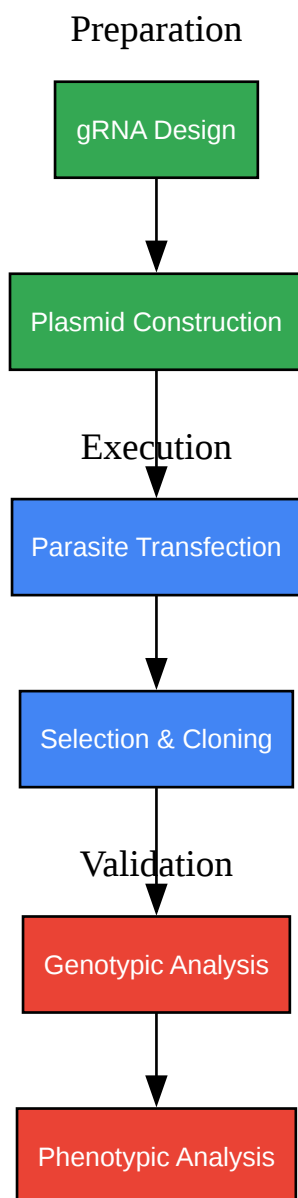 Preparation
gRNA Design
Plasmid Construction
Execution
Parasite Transfection
Selection & Cloning
Validation
Genotypic Analysis
Phenotypic Analysis